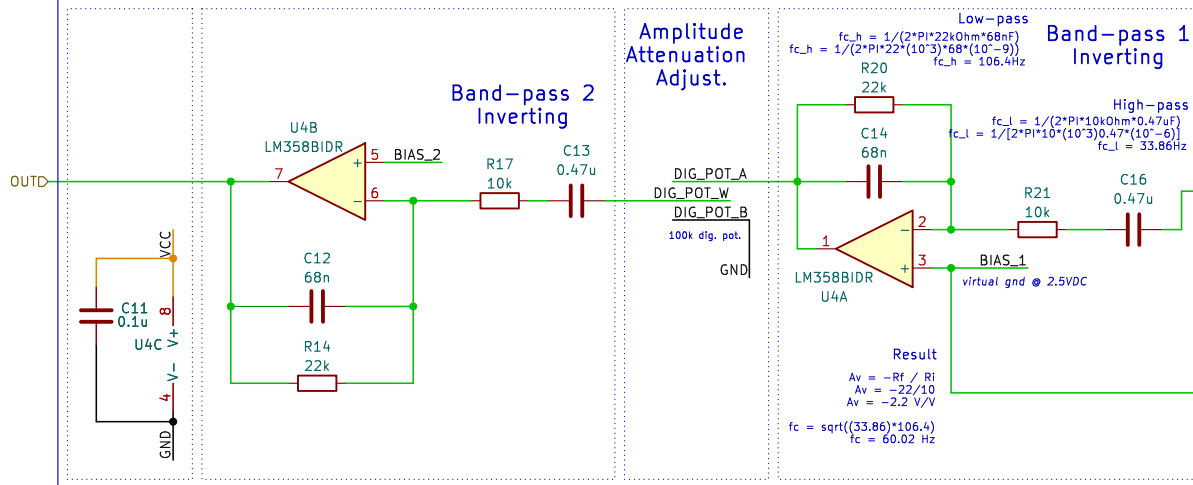 OUT
VCC
C11
0.1u
8
V+
U4C
V-
4
GND
Band-pass 2
Inverting
U4B
LM358BIDR
7
5
+
BIAS_2
6
-
R17
10k
C13
0.47u
C12
68n
R14
22k
Amplitude
Attenuation
Adjust.
DIG_POT_A
DIG_POT_W
DIG_POT_B
100k dig. pot.
GND
Low-pass
fc_h = 1/(2*PI*22kOhm*68nF)
fc_h = 1/(2*PI*22*(10^3)*68*(10^-9))
fc_h = 106.4Hz
Band-pass 1
Inverting
R20
22k
C14
68n
High-pass
fc_l = 1/(2*PI*10kOhm*0.47uF)
fc_l = 1/[2*PI*10*(10^3)0.47*(10^-6)]
fc_l = 33.86Hz
R21
10k
C16
0.47u
1
2
-
3
+
BIAS_1
virtual gnd @ 2.5VDC
LM358BIDR
U4A
Result
Av = -Rf / Ri
Av = -22/10
Av = -2.2 V/V
fc = sqrt((33.86)*106.4)
fc = 60.02 Hz